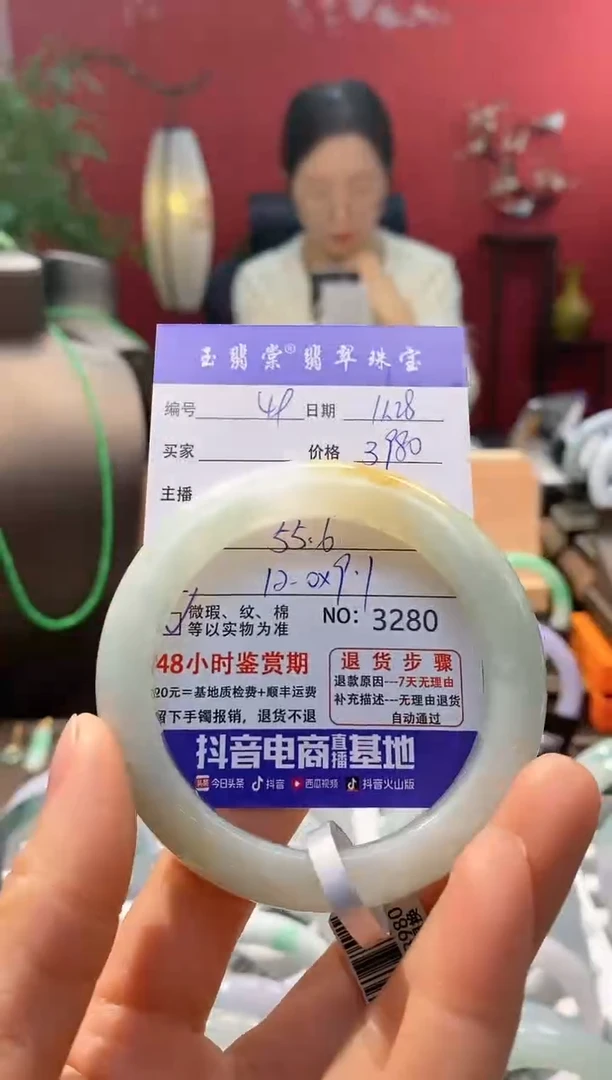 玉翡棠®翡翠珠宝
编号 41 日期 11.28
买家 价格 3980
主播
55.6
12.0×9.1
微瑕、纹、棉
等以实物为准
NO: 3280
48小时鉴赏期
20元=基地质检费+顺丰运费
留下手镯报销，退货不退
退货步骤
退款原因---7天无理由
补充描述---无理由退货
自动通过
抖音电商直播基地
今日头条 抖音 西瓜视频 抖音火山版